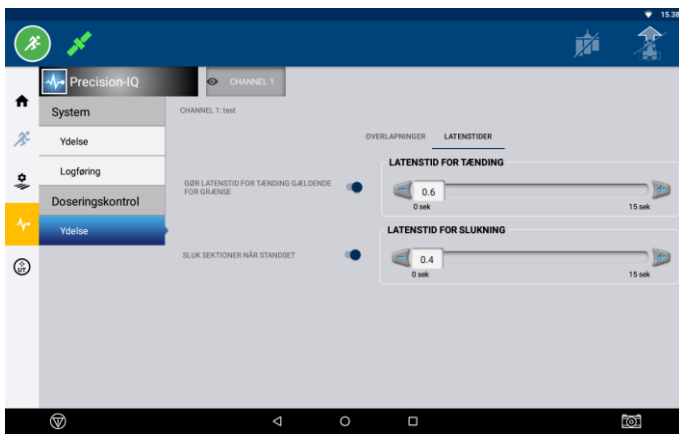 15.38
Precision-IQ
CHANNEL 1
System
CHANNEL 1: test
Ydelse
OVERLAPNINGER
LATENSTIDER
Logføring
LATENSTID FOR TÆNDING
GØR LATENSTID FOR TÆNDING GÆLDENDE
FOR GRÆNSE
0.6
0 sek
15 sek
Doseringskontrol
Ydelse
LATENSTID FOR SLUKNING
SLUK SEKTIONER NÅR STANDSET
0.4
0 sek
15 sek
UT